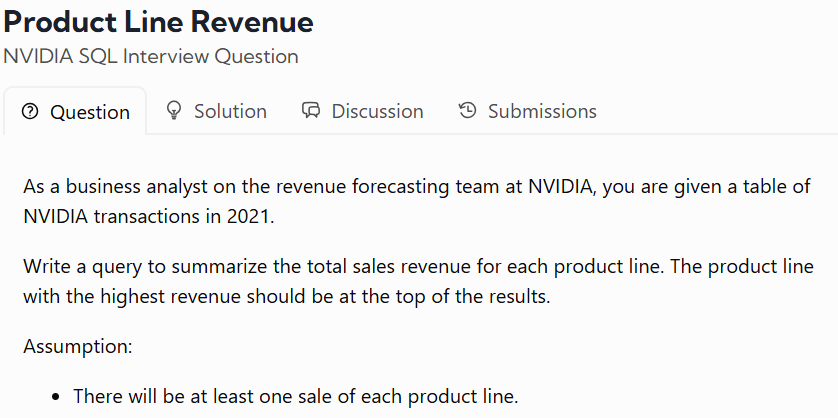 Product Line Revenue
NVIDIA SQL Interview Question
Question Solution Discussion Submissions
As a business analyst on the revenue forecasting team at NVIDIA, you are given a table of
NVIDIA transactions in 2021.
Write a query to summarize the total sales revenue for each product line. The product line
with the highest revenue should be at the top of the results.
Assumption:
• There will be at least one sale of each product line.